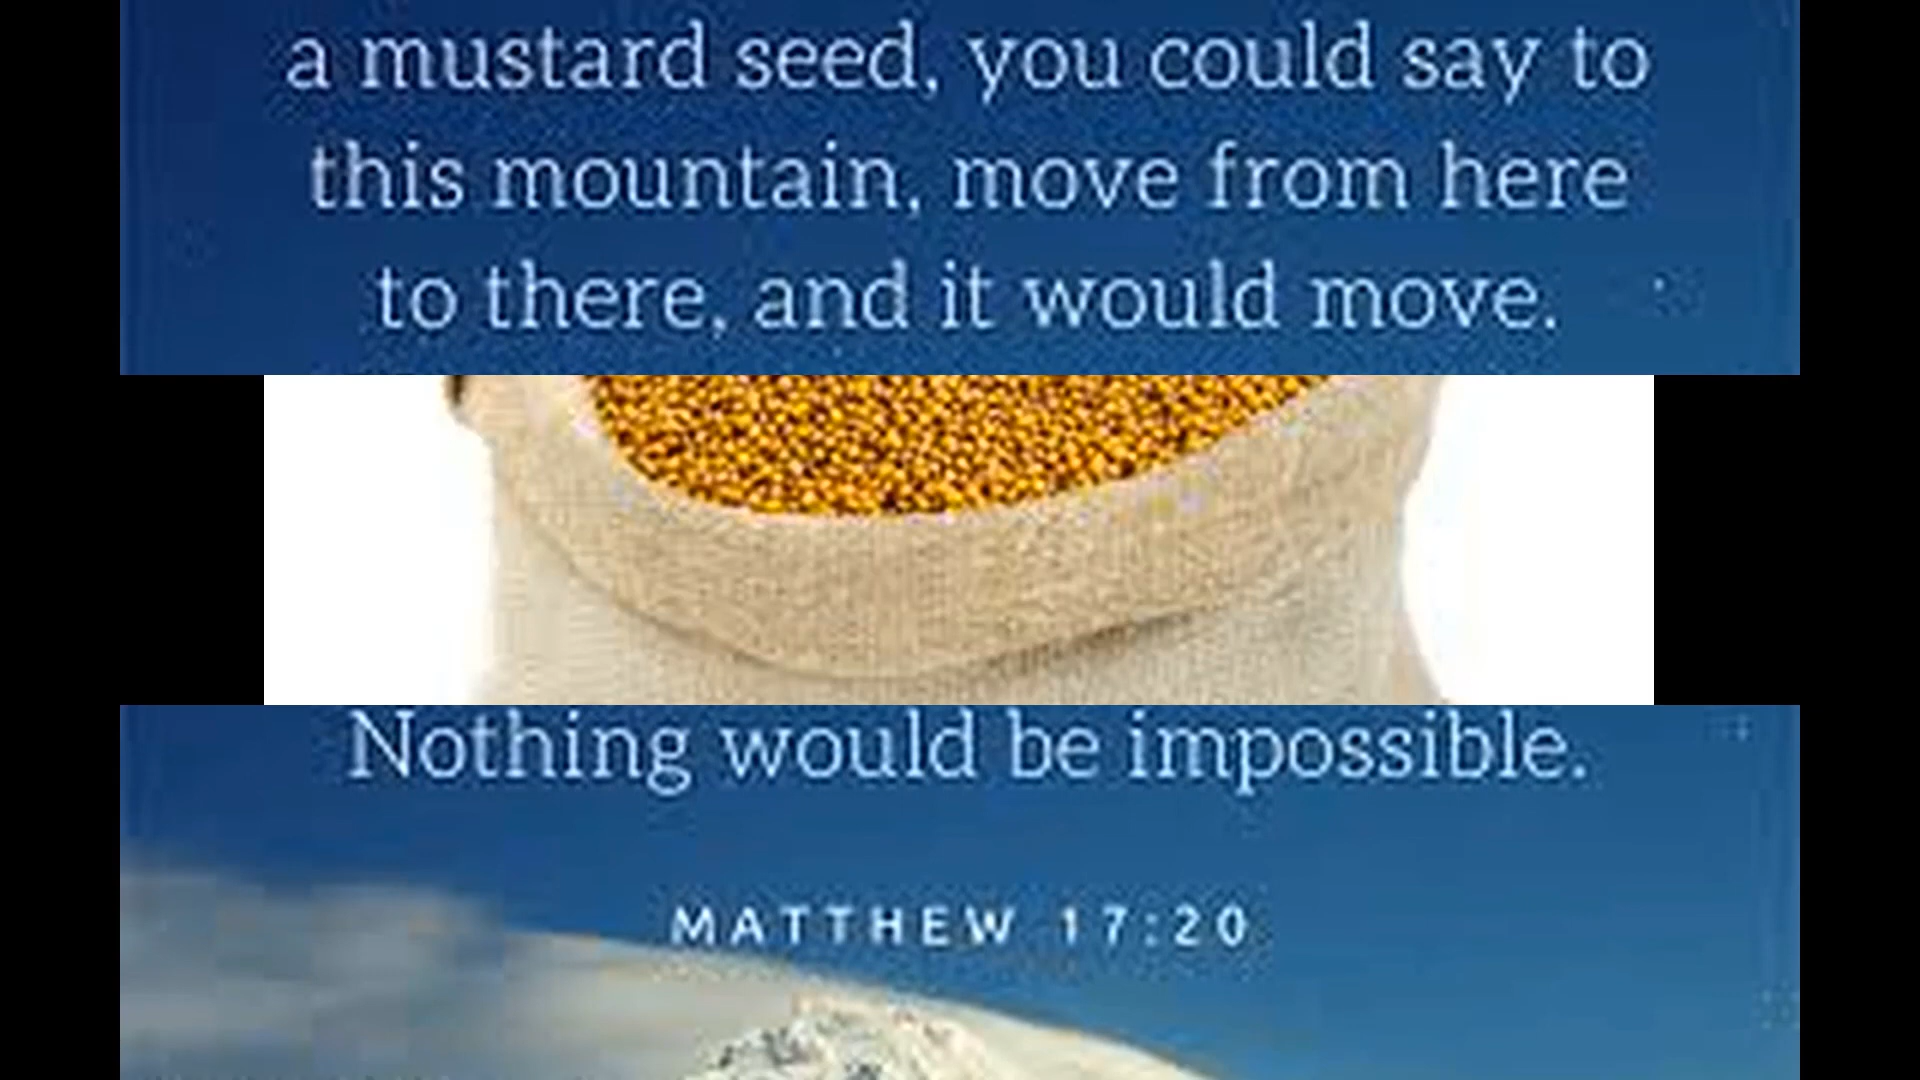 a mustard seed, you could say to
this mountain, move from here
to there, and it would move.
Nothing would be impossible.
MATTHEW 17:20